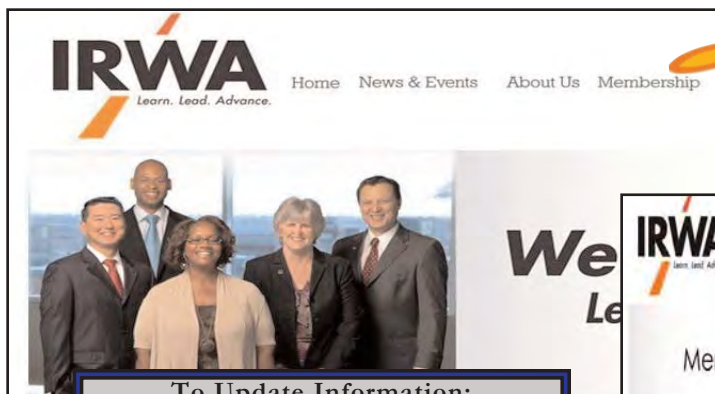 IRWA
Learn. Lead. Advance.
Home News & Events About Us Membership
We
Le
IRWA
Me
To Update Information: